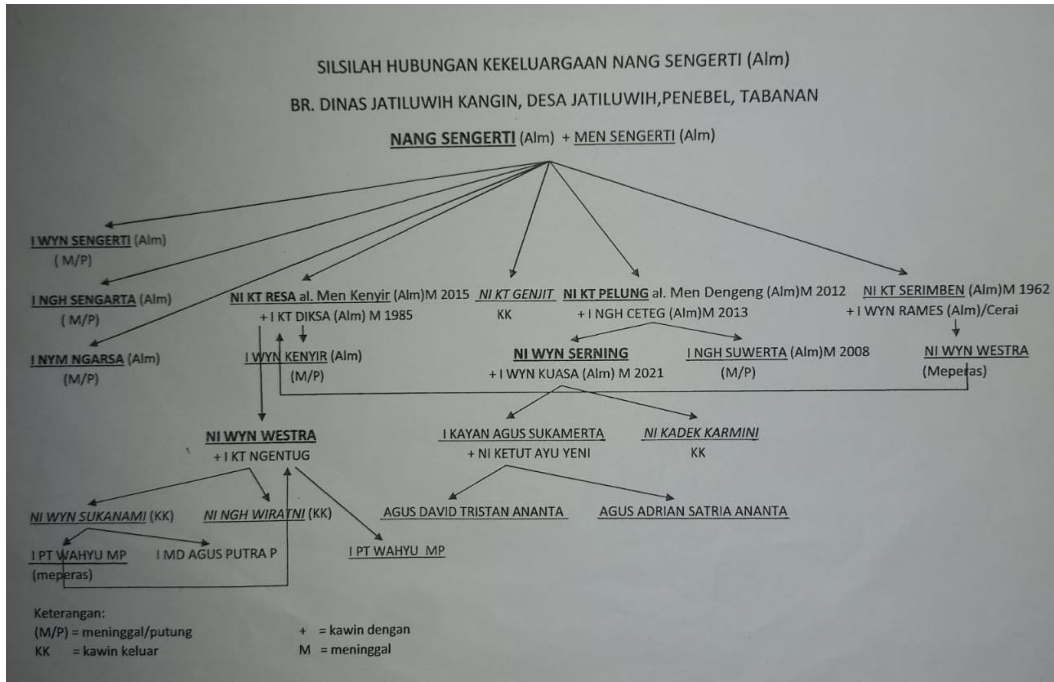 SILSILAH HUBUNGAN KEKELUARGAAN NANG SENGERTI (Alm)
BR. DINAS JATILUWIH KANGIN, DESA JATILUWIH,PENEBEL, TABANAN
NANG SENGERTI (Alm) + MEN SENGERTI (Alm)
I WYN SENGERTI (Alm)
( M/P)
I NGH SENGARTA (Alm)
( M/P)
I NYM NGARSA (Alm)
(M/P)
NI KT RESA al. Men Kenyir (Alm)M 2015
+ I KT DIKSA (Alm) M 1985
NI KT GENJIT
KK
NI KT PELUNG al. Men Dengeng (Alm)M 2012
+ I NGH CETEG (Alm)M 2013
NI KT SERIMBEN (Alm)M 1962
+ I WYN RAMES (Alm)/Cerai
I WYN KENYIR (Alm)
(M/P)
NI WYN SERNING
+ I WYN KUASA (Alm) M 2021
I NGH SUWERTA (Alm)M 2008
(M/P)
NI WYN WESTRA
(Meperas)
NI WYN WESTRA
+ I KT NGENTUG
I KAYAN AGUS SUKAMERTA
+ NI KETUT AYU YENI
NI KADEK KARMINI
KK
NI WYN SUKANAMI (KK)
NI NGH WIRATNI (KK)
AGUS DAVID TRISTAN ANANTA
AGUS ADRIAN SATRIA ANANTA
I PT WAHYU MP
(meperas)
I MD AGUS PUTRA P
I PT WAHYU MP
Keterangan:
(M/P) = meninggal/putung
KK = kawin keluar
+ = kawin dengan
M = meninggal